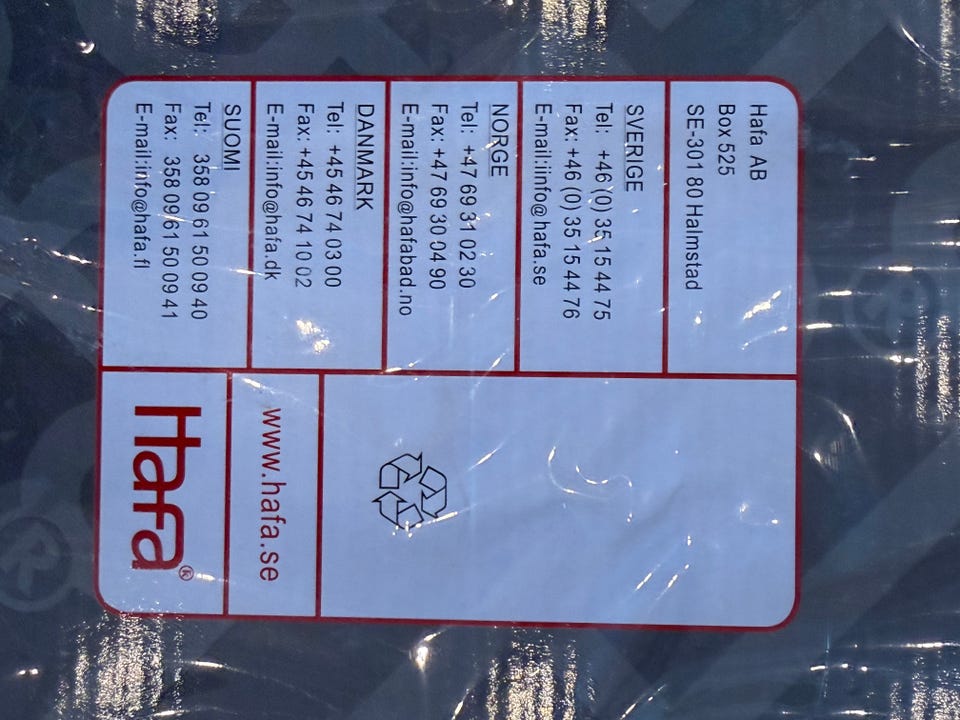 Hafa AB
Box 525
SE-301 80 Halmstad
SVERIGE
Tel: +46 (0) 35 15 44 75
Fax: +46 (0) 35 15 44 76
E-mail:iinfo@hafa.se
NORGE
Tel: +47 69 31 02 30
Fax: +47 69 30 04 90
E-mail:info@hafabad.no
DANMARK
Tel: +45 46 74 03 00
Fax: +45 46 74 10 02
E-mail:info@hafa.dk
SUOMI
Tel: 358 09 61 50 09 40
Fax: 358 09 61 50 09 41
E-mail:info@hafa.fl
www.hafa.se
Hafa®